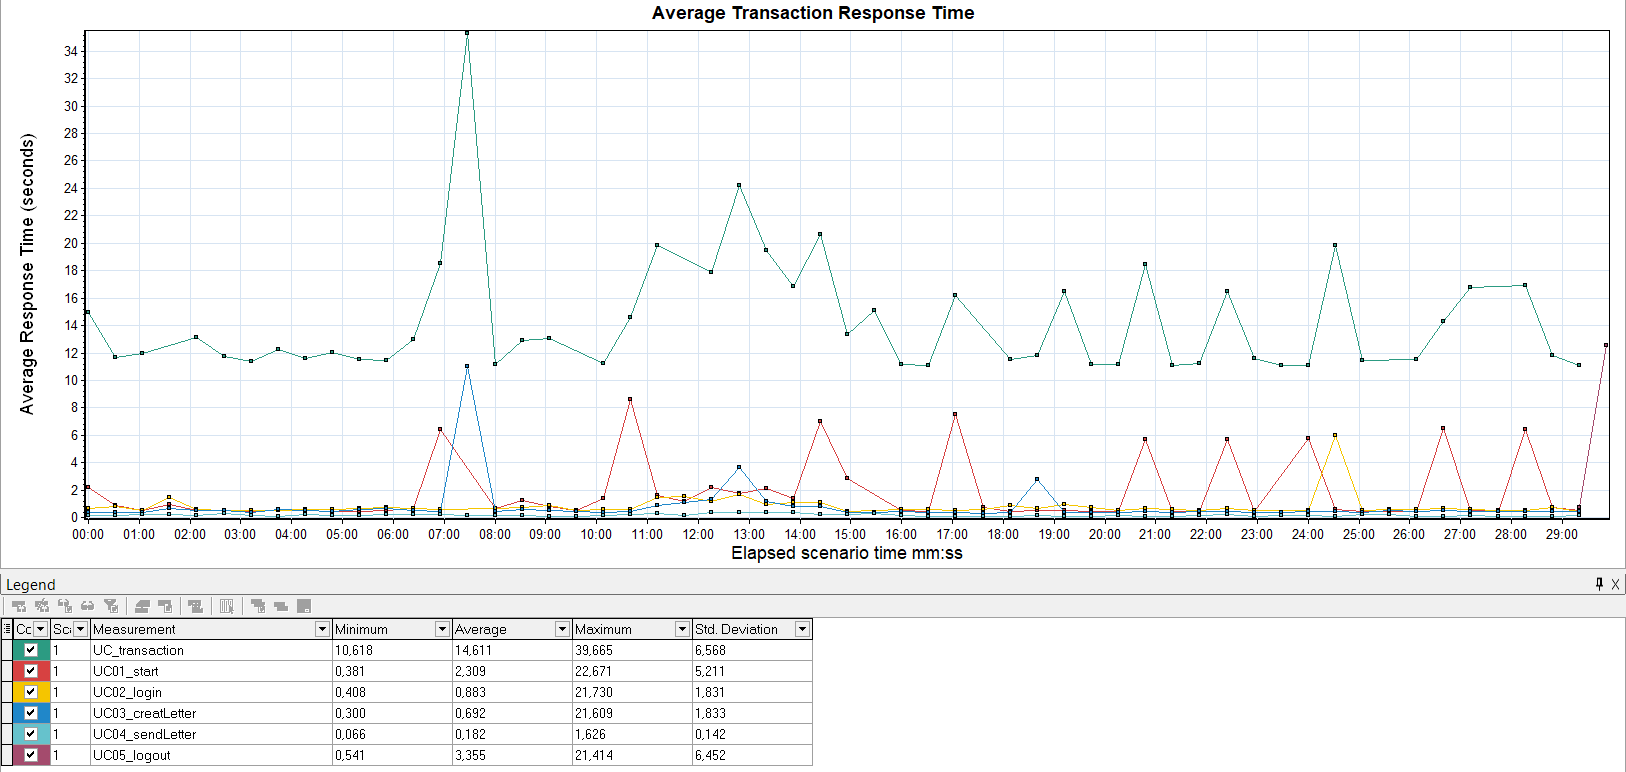 Average Transaction Response Time
Average Response Time (seconds)
34
32
30
28
26
24
22
20
18
16
14
12
10
8
6
4
2
0
00:00 01:00 02:00 03:00 04:00 05:00 06:00 07:00 08:00 09:00 10:00 11:00 12:00 13:00 14:00 15:00 16:00 17:00 18:00 19:00 20:00 21:00 22:00 23:00 24:00 25:00 26:00 27:00 28:00 29:00
Elapsed scenario time mm:ss
Legend
Cc Sc Measurement Minimum Average Maximum Std. Deviation
1 UC_transaction 10,618 14,611 39,665 6,568
1 UC01_start 0,381 2,309 22,671 5,211
1 UC02_login 0,408 0,883 21,730 1,831
1 UC03_creatLetter 0,300 0,692 21,609 1,833
1 UC04_sendLetter 0,066 0,182 1,626 0,142
1 UC05_logout 0,541 3,355 21,414 6,452